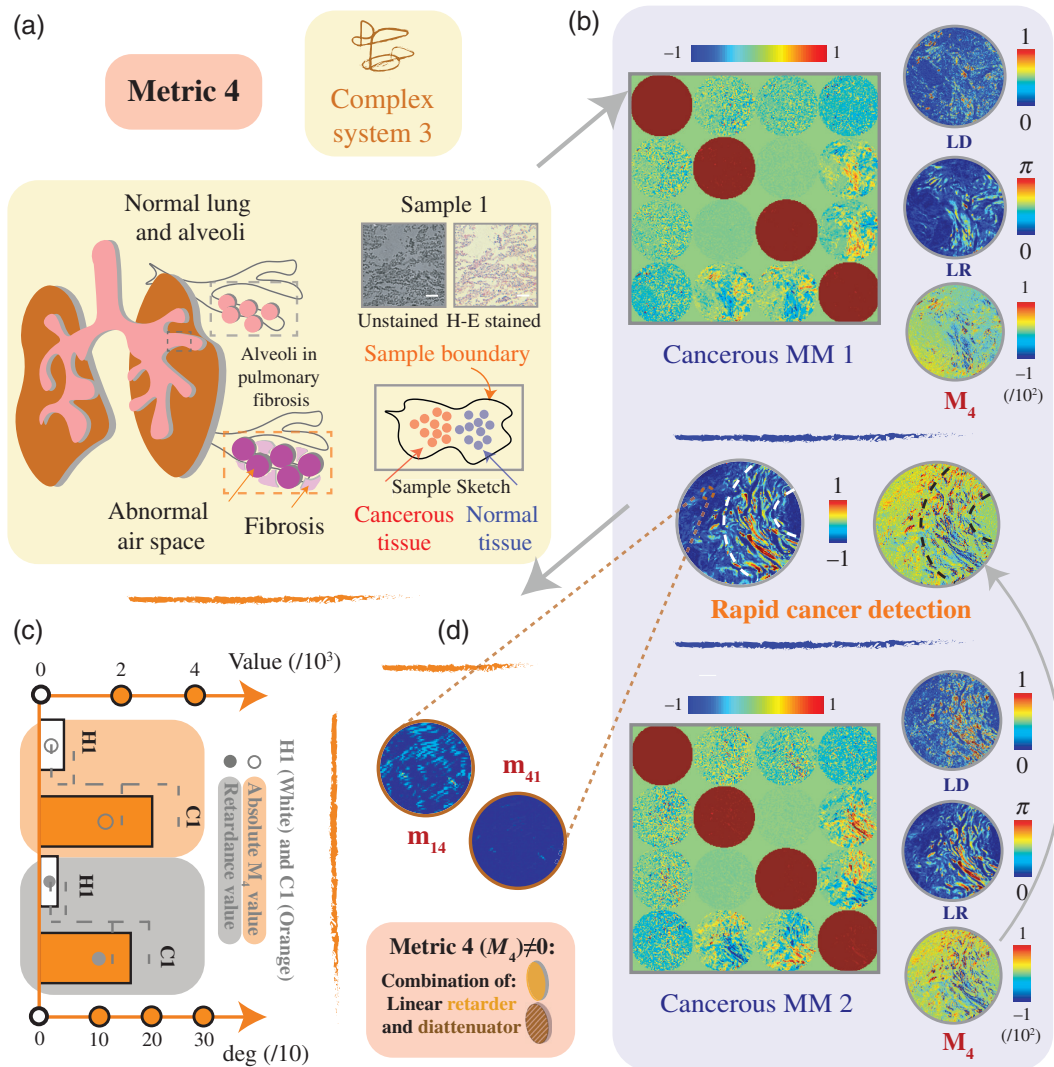 (a)
Metric 4
Complex
system 3
Normal lung
and alveoli
Alveoli in
pulmonary
fibrosis
Abnormal
air space
Fibrosis
Sample 1
Unstained
H-E stained
Sample boundary
Sample Sketch
Cancerous
tissue
Normal
tissue
(b)
−1
1
Cancerous MM 1
1
0
LD
π
0
LR
1
−1
(/10²)
M₄
1
−1
Rapid cancer detection
−1
1
Cancerous MM 2
1
0
LD
π
0
LR
1
−1
(/10²)
M₄
(c)
0
2
4
Value (/10³)
H1
C1
H1
C1
0
10
20
30
deg (/10)
H1 (White) and C1 (Orange)
Absolute M₄ value
Retardance value
(d)
m₁₄
m₄₁
Metric 4 (M₄)≠0:
Combination of:
Linear retarder
and diattenuator